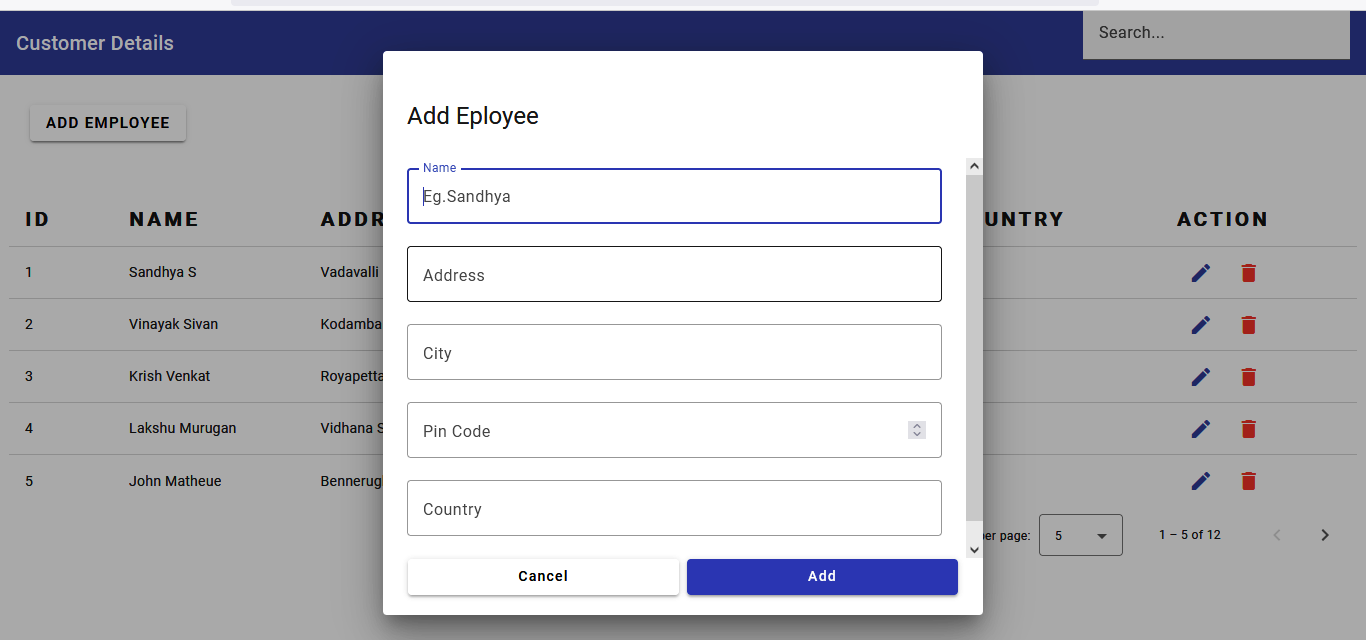 Customer Details
Search...
ADD EMPLOYEE
Add Eployee
Name
Eg.Sandhya
Address
City
Pin Code
Country
Cancel Add
ID NAME ADDR UNTRY ACTION
1 Sandhya S Vadavalli
2 Vinayak Sivan Kodamba
3 Krish Venkat Royapetta
4 Lakshu Murugan Vidhana S
5 John Matheue Bennerug
per page: 5 1 – 5 of 12